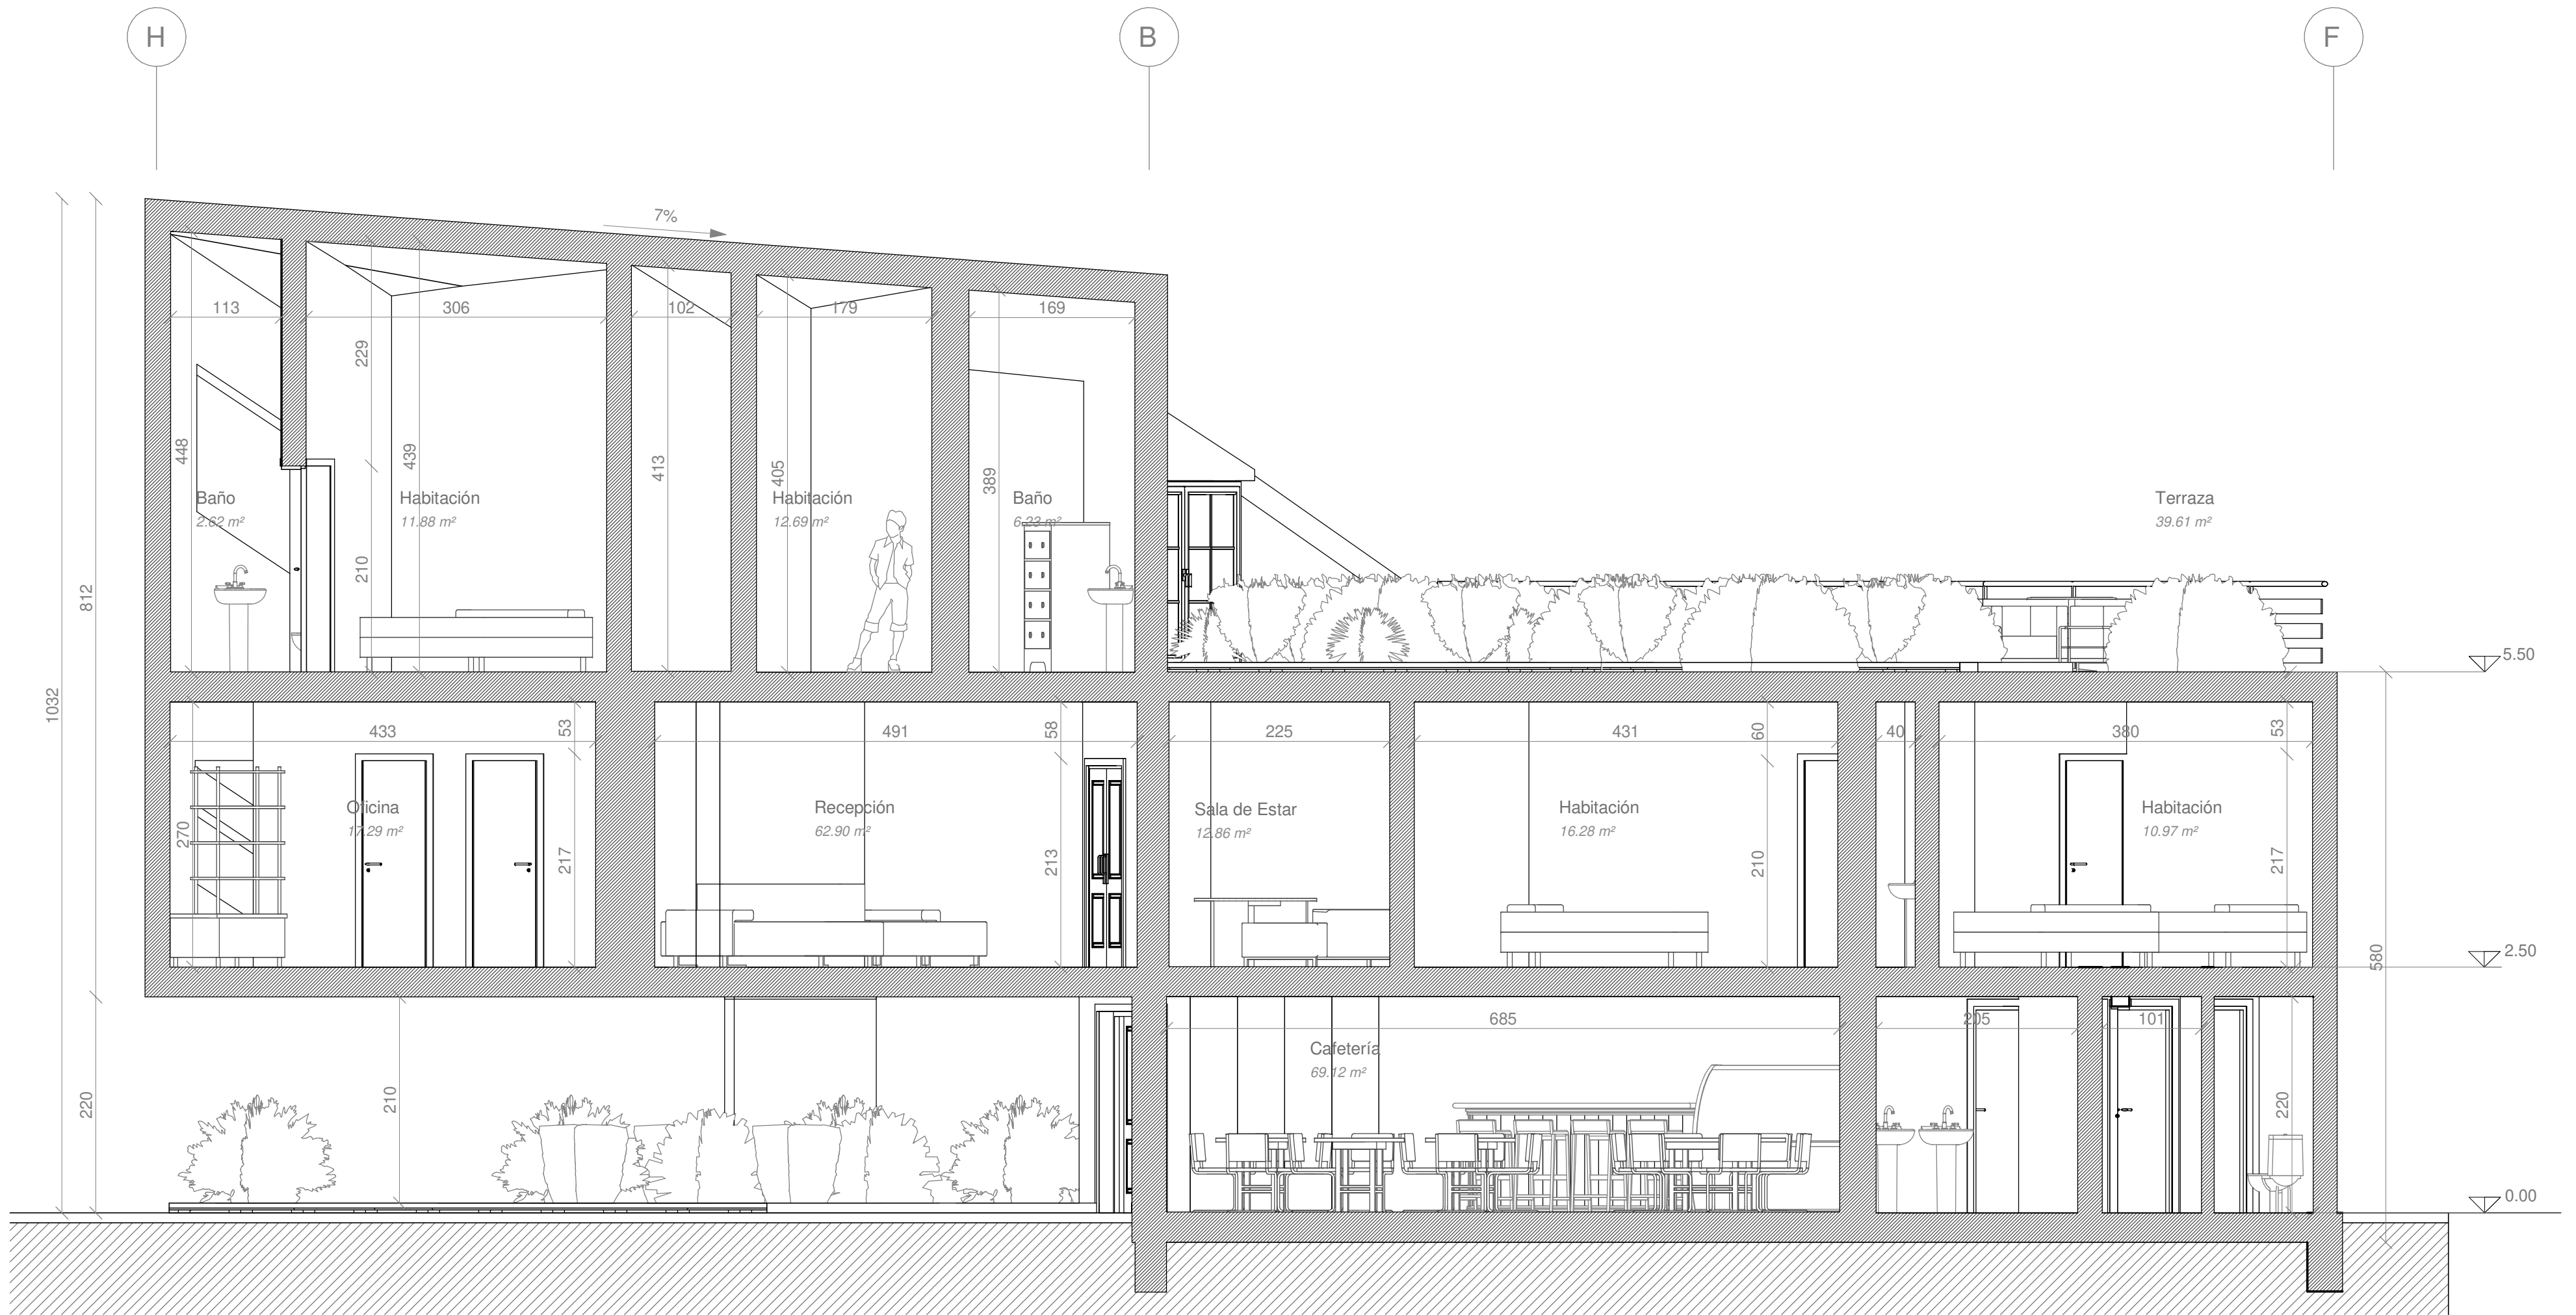 H
B
F
7%
113
306
102
179
169
229
448
439
413
405
389
210
Baño
2.62 m²
Habitación
11.88 m²
Habitación
12.69 m²
Baño
6.23 m²
Terraza
39.61 m²
812
1032
5.50
433
53
491
58
225
431
60
40
380
53
Oficina
17.29 m²
Recepción
62.90 m²
Sala de Estar
12.86 m²
Habitación
16.28 m²
Habitación
10.97 m²
270
217
213
210
217
2.50
580
685
205
101
Cafetería
69.12 m²
220
210
220
0.00